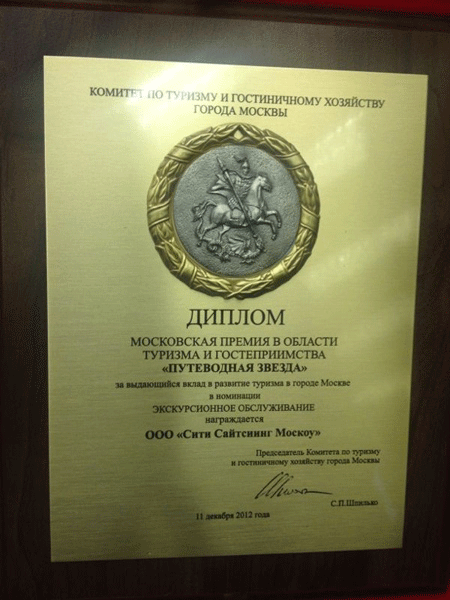 КОМИТЕТ ПО ТУРИЗМУ И ГОСТИНИЧНОМУ ХОЗЯЙСТВУ
ГОРОДА МОСКВЫ
ДИПЛОМ
МОСКОВСКАЯ ПРЕМИЯ В ОБЛАСТИ
ТУРИЗМА И ГОСТЕПРИИМСТВА
«ПУТЕВОДНАЯ ЗВЕЗДА»
за выдающийся вклад в развитие туризма в городе Москве
в номинации
ЭКСКУРСИОННОЕ ОБСЛУЖИВАНИЕ
награждается
ООО «Сити Сайтсиинг Москоу»
Председатель Комитета по туризму
и гостиничному хозяйству города Москвы
С.П.Шпилько
11 декабря 2012 года